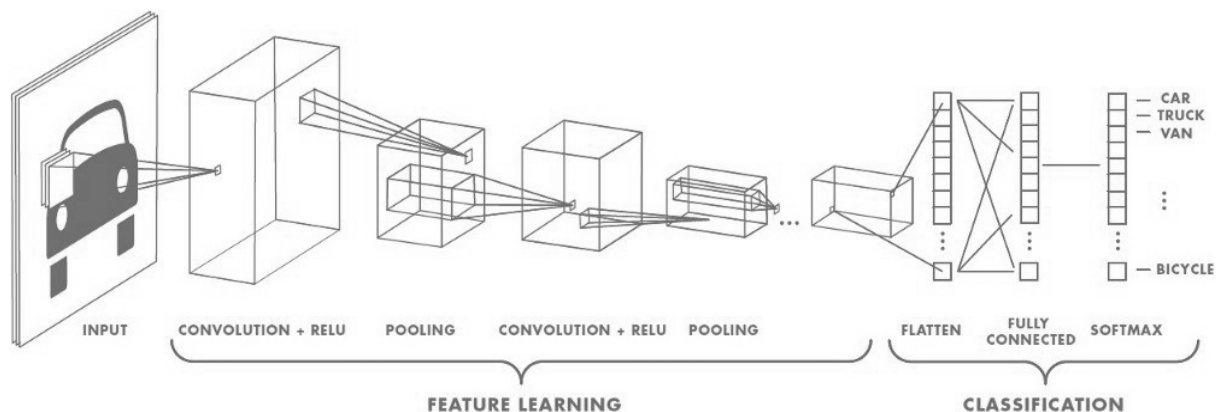 CAR
TRUCK
VAN
BICYCLE
INPUT
CONVOLUTION + RELU
POOLING
CONVOLUTION + RELU
POOLING
FLATTEN
FULLY
CONNECTED
SOFTMAX
FEATURE LEARNING
CLASSIFICATION